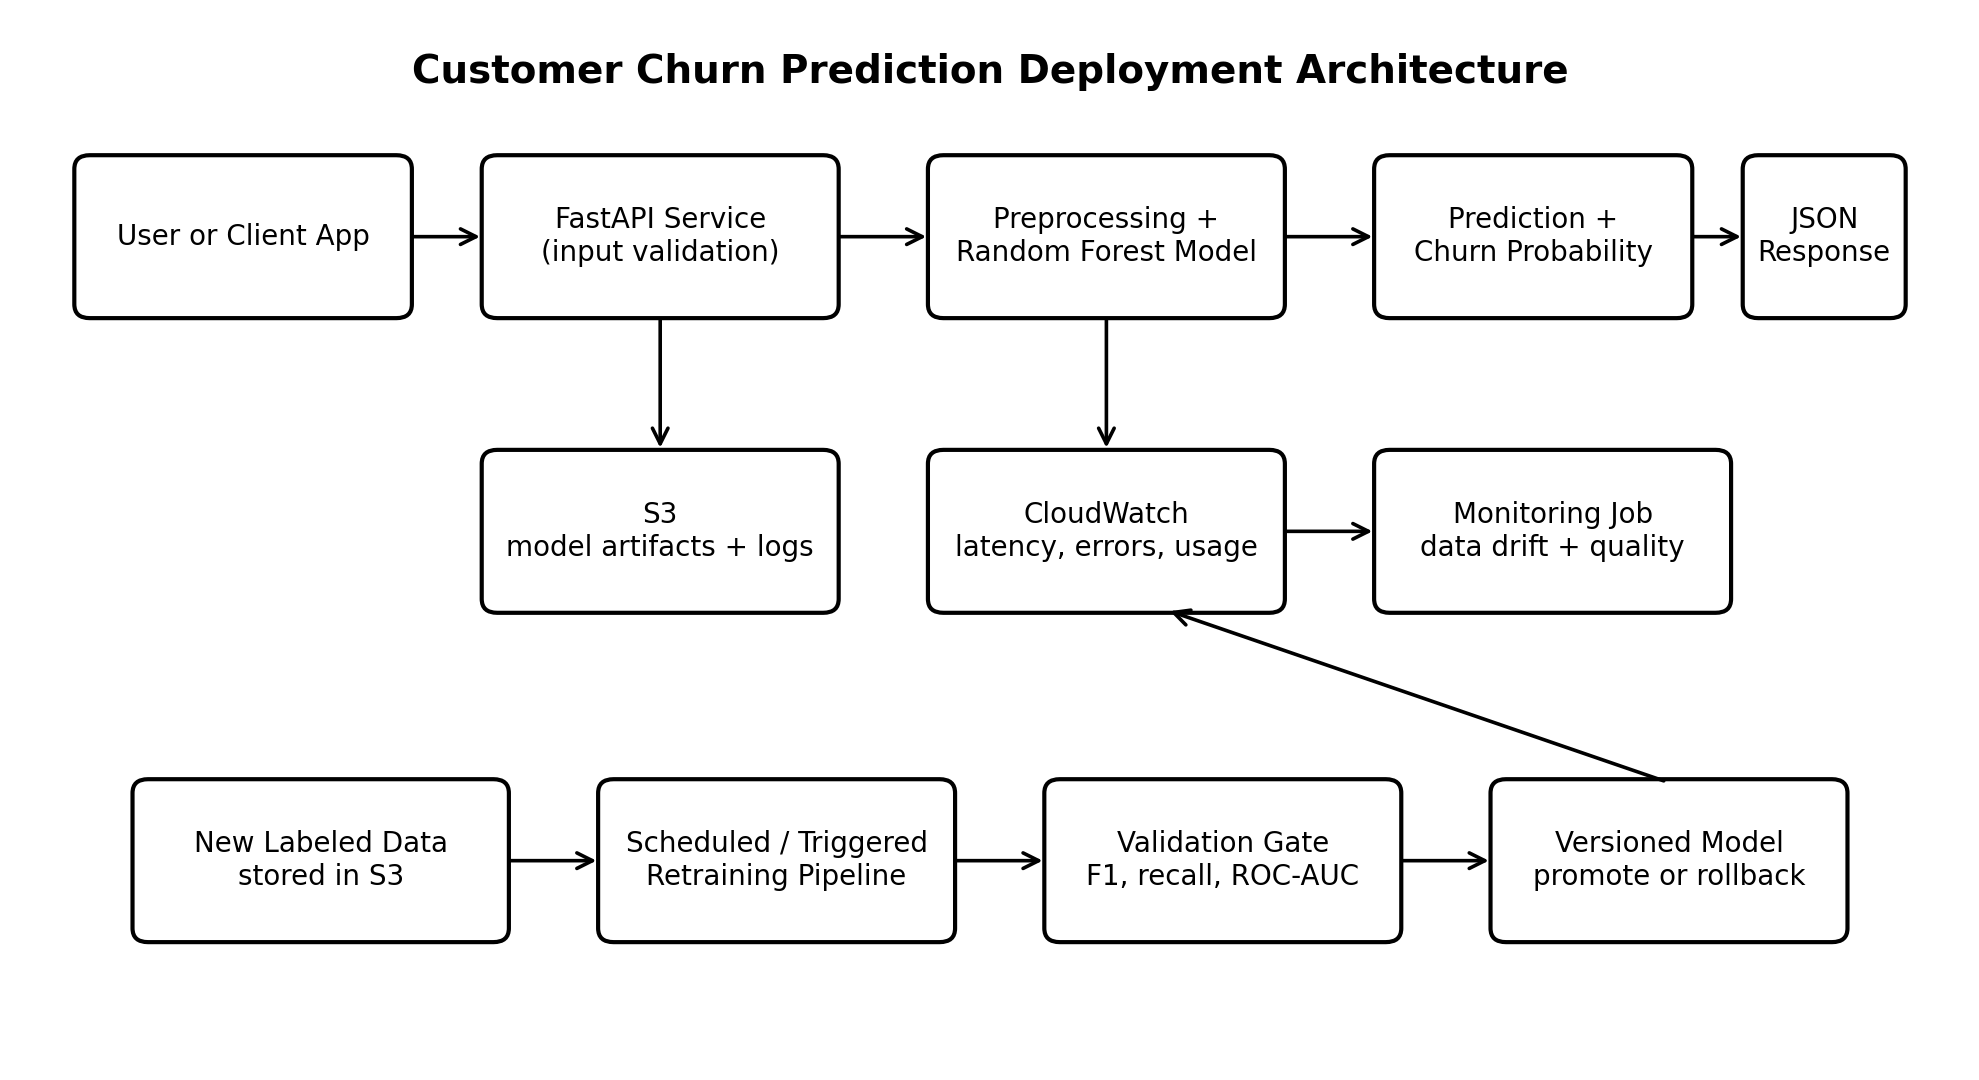 Customer Churn Prediction Deployment Architecture
User or Client App
FastAPI Service
(input validation)
Preprocessing +
Random Forest Model
Prediction +
Churn Probability
JSON
Response
S3
model artifacts + logs
CloudWatch
latency, errors, usage
Monitoring Job
data drift + quality
New Labeled Data
stored in S3
Scheduled / Triggered
Retraining Pipeline
Validation Gate
F1, recall, ROC-AUC
Versioned Model
promote or rollback